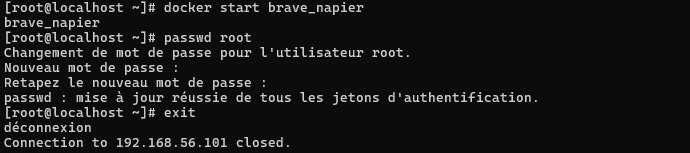 [root@localhost ~]# docker start brave_napier
brave_napier
[root@localhost ~]# passwd root
Changement de mot de passe pour l'utilisateur root.
Nouveau mot de passe :
Retapez le nouveau mot de passe :
passwd : mise à jour réussie de tous les jetons d'authentification.
[root@localhost ~]# exit
déconnexion
Connection to 192.168.56.101 closed.